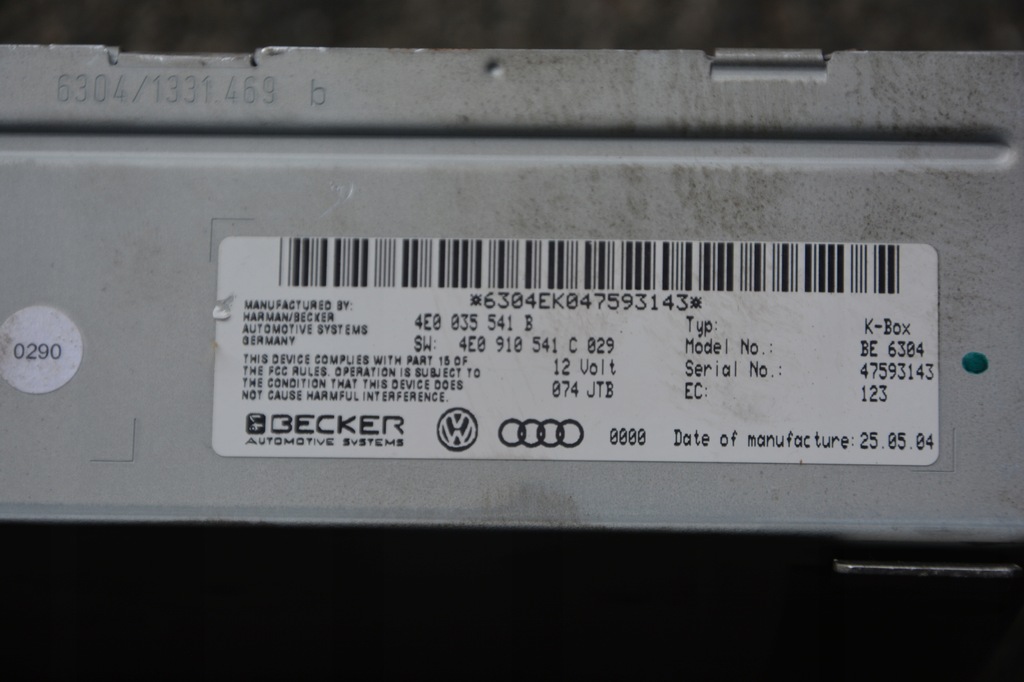 6304/1331.469 b
0290
*6304EK047593143*
MANUFACTURED BY:
HARMAN/BECKER
AUTOMOTIVE SYSTEMS
GERMANY
THIS DEVICE COMPLIES WITH PART 15 OF
THE FCC RULES. OPERATION IS SUBJECT TO
THE CONDITION THAT THIS DEVICE DOES
NOT CAUSE HARMFUL INTERFERENCE.
4E0 035 541 B
SW: 4E0 910 541 C 029
12 Volt
074 JTB
Typ: K-Box
Model No.: BE 6304
Serial No.: 47593143
EC: 123
BECKER
AUTOMOTIVE SYSTEMS
0000 Date of manufacture: 25.05.04